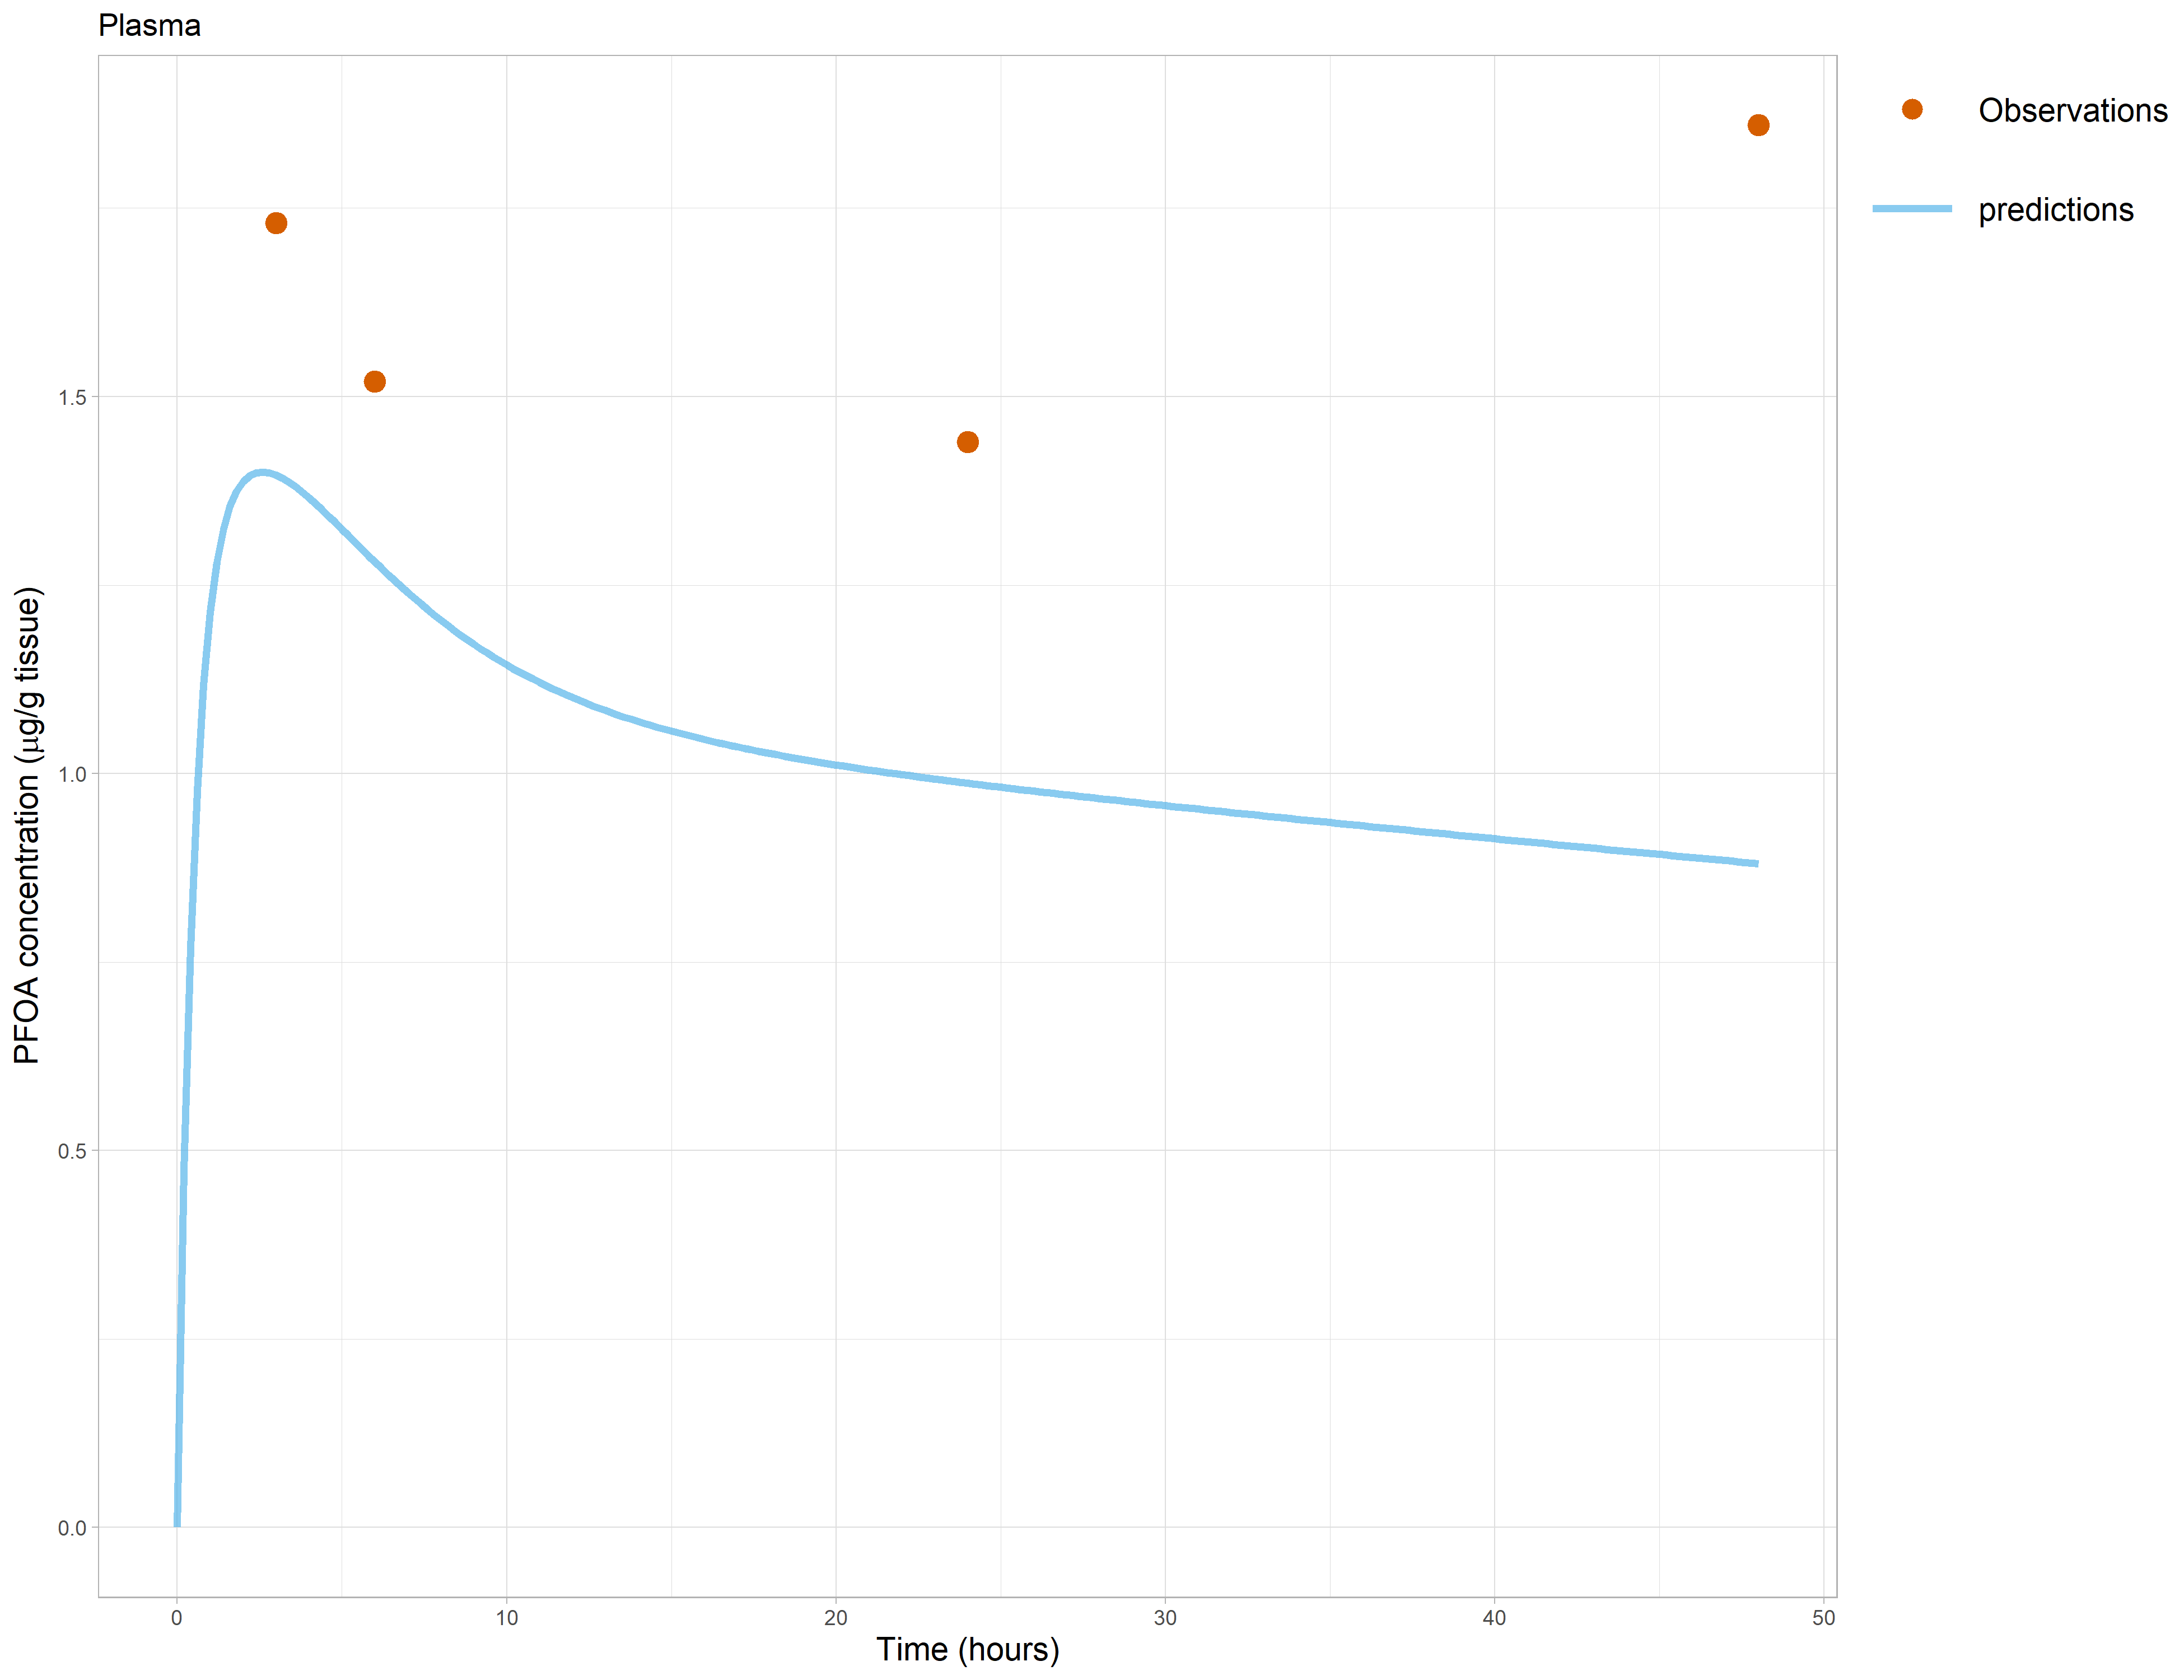 Plasma
Observations
predictions
PFOA concentration (μg/g tissue)
1.5
1.0
0.5
0.0
0 10 20 30 40 50
Time (hours)